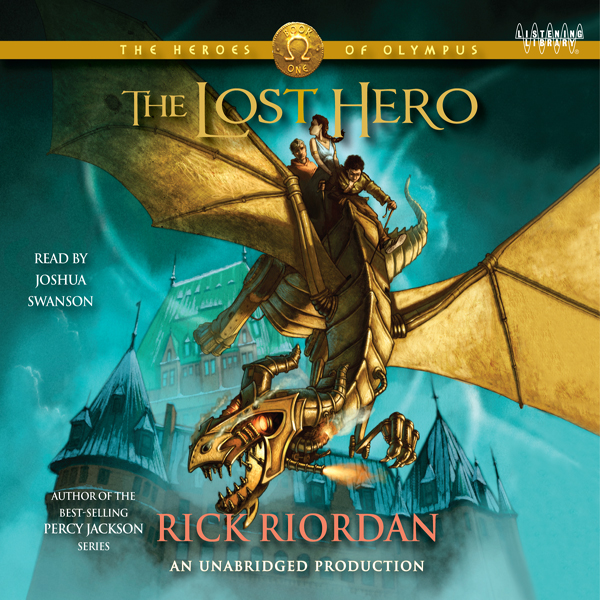 THE HEROES OF OLYMPUS
BOOK
Ω
ONE
LISTENING
LIBRARY®
THE LOST HERO
READ BY
JOSHUA
SWANSON
AUTHOR OF THE
BEST-SELLING
PERCY JACKSON
SERIES
RICK RIORDAN
AN UNABRIDGED PRODUCTION